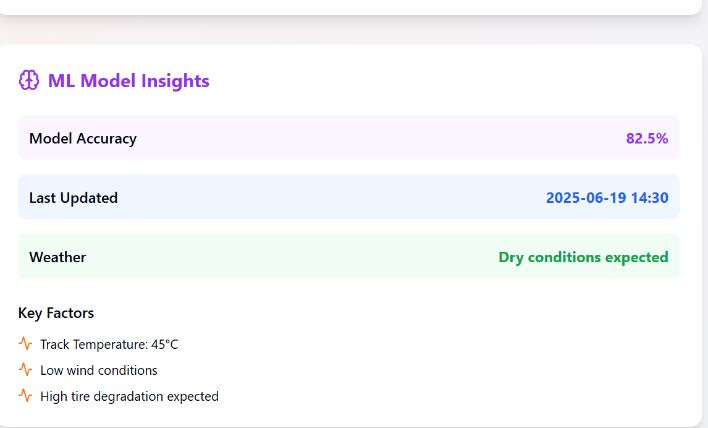 ML Model Insights
Model Accuracy 82.5%
Last Updated 2025-06-19 14:30
Weather Dry conditions expected
Key Factors
Track Temperature: 45°C
Low wind conditions
High tire degradation expected